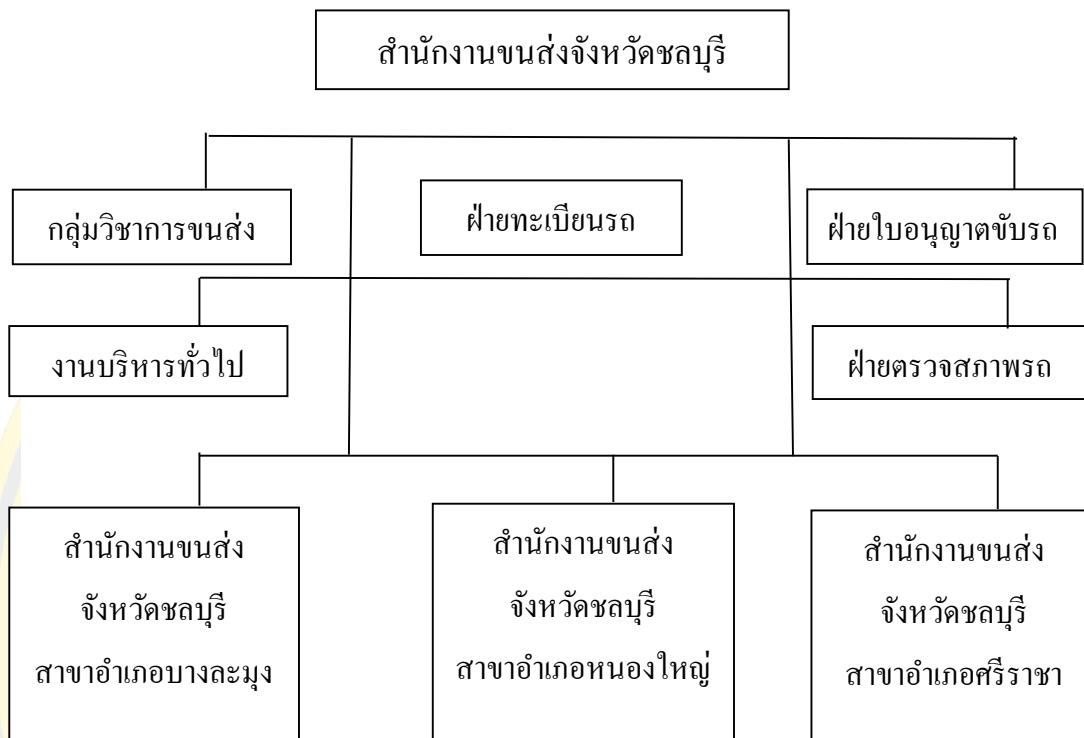 สำนักงานขนส่งจังหวัดชลบุรี
กลุ่มวิชาการขนส่ง
ฝ่ายทะเบียนรถ
ฝ่ายใบอนุญาตขับรถ
งานบริหารทั่วไป
ฝ่ายตรวจสภาพรถ
สำนักงานขนส่ง
จังหวัดชลบุรี
สาขาอำเภอบางละมุง
สำนักงานขนส่ง
จังหวัดชลบุรี
สาขาอำเภอหนองใหญ่
สำนักงานขนส่ง
จังหวัดชลบุรี
สาขาอำเภอศรีราชา